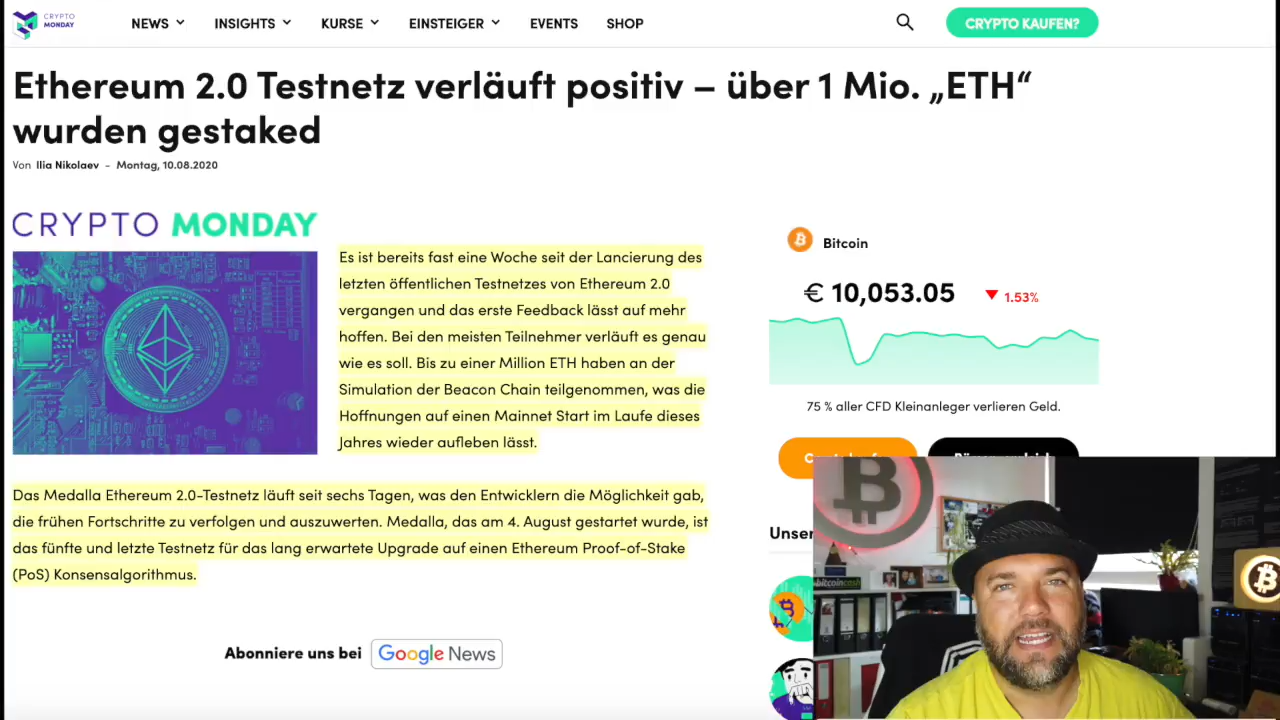 CRYPTO
MONDAY
NEWS
INSIGHTS
KURSE
EINSTEIGER
EVENTS
SHOP
CRYPTO KAUFEN?
Ethereum 2.0 Testnetz verläuft positiv – über 1 Mio. „ETH“
wurden gestaked
Von Ilia Nikolaev - Montag, 10.08.2020
CRYPTO MONDAY
Es ist bereits fast eine Woche seit der Lancierung des
letzten öffentlichen Testnetzes von Ethereum 2.0
vergangen und das erste Feedback lässt auf mehr
hoffen. Bei den meisten Teilnehmer verläuft es genau
wie es soll. Bis zu einer Million ETH haben an der
Simulation der Beacon Chain teilgenommen, was die
Hoffnungen auf einen Mainnet Start im Laufe dieses
Jahres wieder aufleben lässt.
Das Medalla Ethereum 2.0-Testnetz läuft seit sechs Tagen, was den Entwicklern die Möglichkeit gab,
die frühen Fortschritte zu verfolgen und auszuwerten. Medalla, das am 4. August gestartet wurde, ist
das fünfte und letzte Testnetz für das lang erwartete Upgrade auf einen Ethereum Proof-of-Stake
(PoS) Konsensalgorithmus.
Abonniere uns bei Google News
Bitcoin
€ 10,053.05 1.53%
75 % aller CFD Kleinanleger verlieren Geld.
Unser
bitcoincash